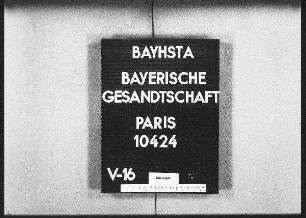 BAYHSTA
BAYERISCHE
GESANDTSCHAFT
PARIS
10424
V-16